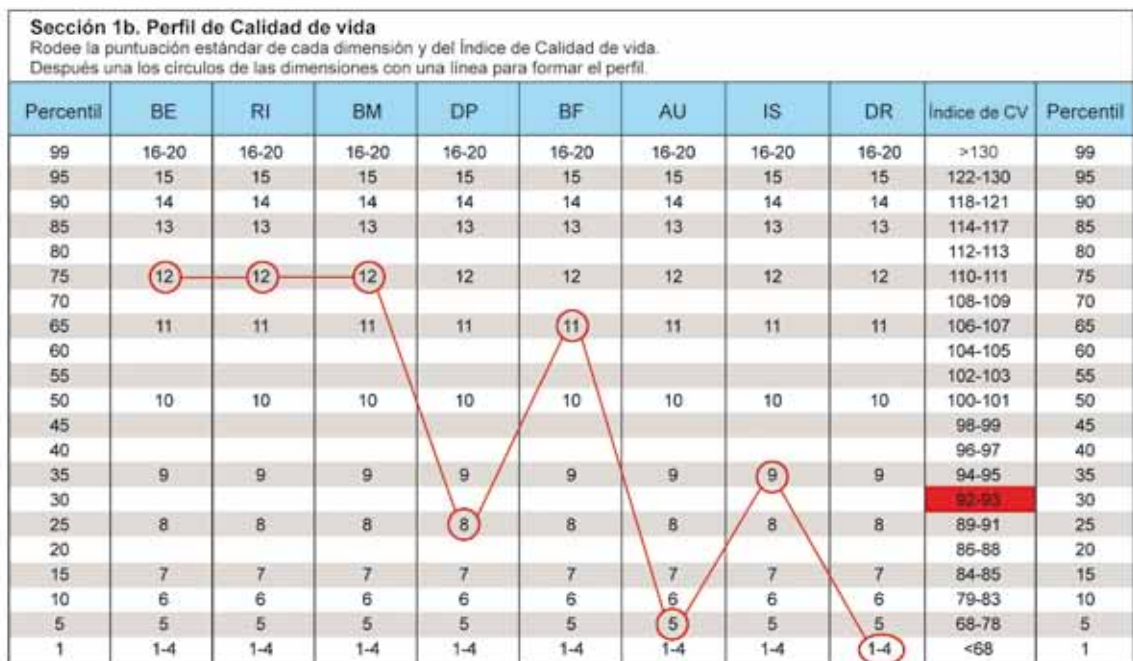 Sección 1b. Perfil de Calidad de vida
Rodee la puntuación estándar de cada dimensión y del Índice de Calidad de vida.
Después una los círculos de las dimensiones con una línea para formar el perfil.
Percentil BE RI BM DP BF AU IS DR Índice de CV Percentil
99 16-20 16-20 16-20 16-20 16-20 16-20 16-20 16-20 >130 99
95 15 15 15 15 15 15 15 15 122-130 95
90 14 14 14 14 14 14 14 14 118-121 90
85 13 13 13 13 13 13 13 13 114-117 85
80 112-113 80
75 12 12 12 12 12 12 12 12 110-111 75
70 108-109 70
65 11 11 11 11 11 11 11 11 106-107 65
60 104-105 60
55 102-103 55
50 10 10 10 10 10 10 10 10 100-101 50
45 98-99 45
40 96-97 40
35 9 9 9 9 9 9 9 9 94-95 35
30 92-93 30
25 8 8 8 8 8 8 8 8 89-91 25
20 86-88 20
15 7 7 7 7 7 7 7 7 84-85 15
10 6 6 6 6 6 6 6 6 79-83 10
5 5 5 5 5 5 5 5 5 68-78 5
1 1-4 1-4 1-4 1-4 1-4 1-4 1-4 1-4 <68 1